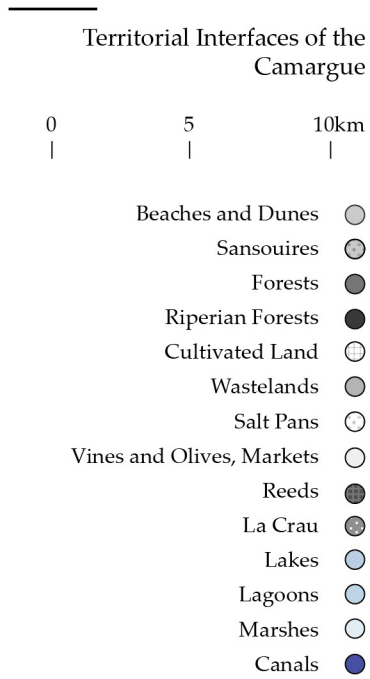 Territorial Interfaces of the
Camargue
0 5 10km
Beaches and Dunes
Sansouires
Forests
Riperian Forests
Cultivated Land
Wastelands
Salt Pans
Vines and Olives, Markets
Reeds
La Crau
Lakes
Lagoons
Marshes
Canals